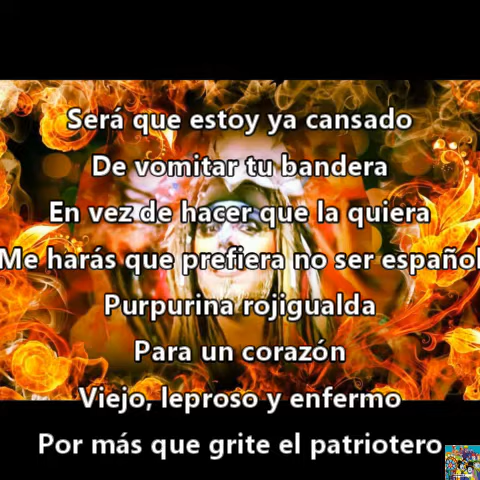 Será que estoy ya cansado
De vomitar tu bandera
En vez de hacer que la quiera
Me harás que prefiera no ser español
Purpurina rojigualda
Para un corazón
Viejo, leproso y enfermo
Por más que grite el patriotero